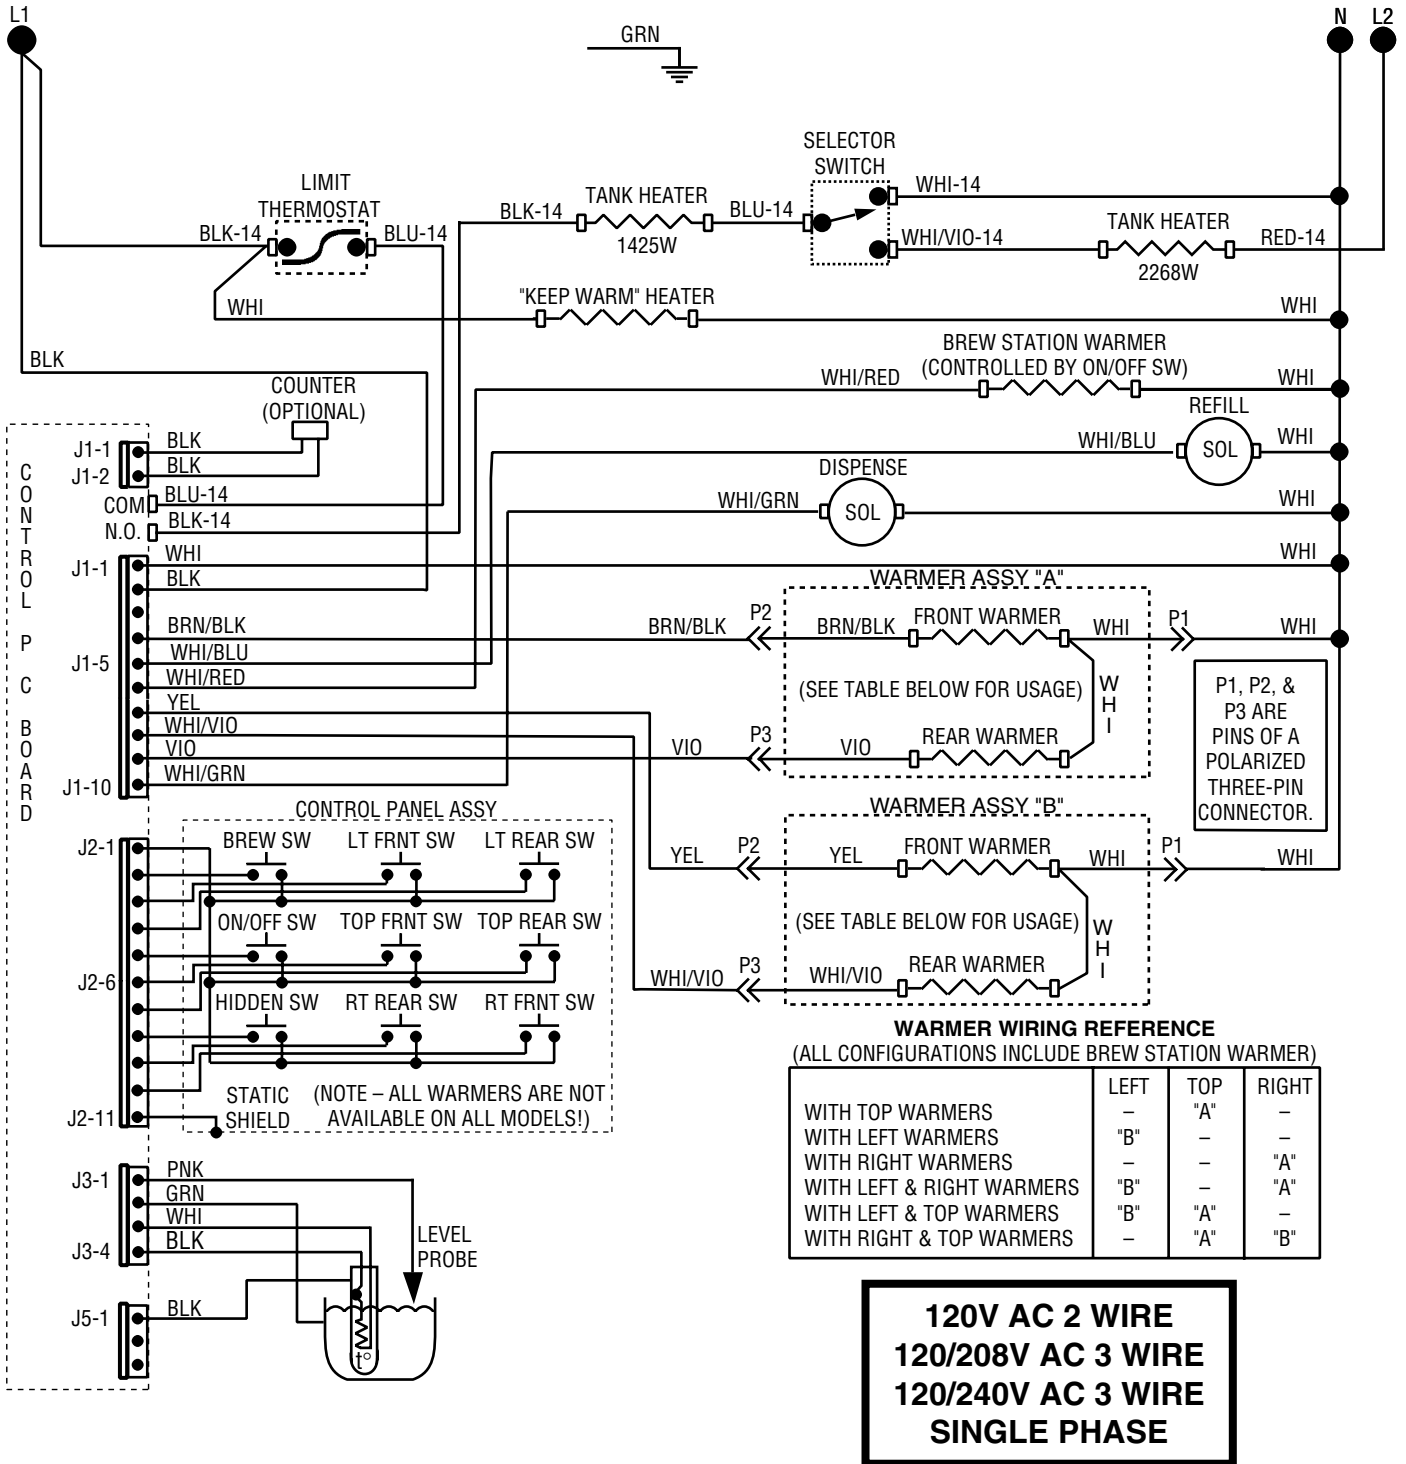 L1
GRN
N
L2
SELECTOR
SWITCH
WHI-14
LIMIT
THERMOSTAT
TANK HEATER
BLK-14
BLU-14
1425W
TANK HEATER
BLK-14
BLU-14
WHI/VIO-14
RED-14
2268W
"KEEP WARM" HEATER
WHI
WHI
BREW STATION WARMER
(CONTROLLED BY ON/OFF SW)
BLK
WHI/RED
WHI
COUNTER
(OPTIONAL)
REFILL
WHI/BLU
SOL
WHI
DISPENSE
WHI/GRN
SOL
WHI
CONTROL PC BOARD
J1-1
BLK
J1-2
BLK
COM
BLU-14
N.O.
BLK-14
J1-1
WHI
WHI
BLK
BRN/BLK
J1-5
WHI/BLU
WHI/RED
YEL
WHI/VIO
VIO
J1-10
WHI/GRN
WARMER ASSY "A"
BRN/BLK
P2
BRN/BLK
FRONT WARMER
WHI
P1
WHI
(SEE TABLE BELOW FOR USAGE)
WHI
VIO
P3
VIO
REAR WARMER
P1, P2, &
P3 ARE
PINS OF A
POLARIZED
THREE-PIN
CONNECTOR.
WARMER ASSY "B"
YEL
P2
YEL
FRONT WARMER
WHI
P1
WHI
(SEE TABLE BELOW FOR USAGE)
WHI
WHI/VIO
P3
WHI/VIO
REAR WARMER
CONTROL PANEL ASSY
J2-1
BREW SW LT FRNT SW LT REAR SW
ON/OFF SW TOP FRNT SW TOP REAR SW
J2-6
HIDDEN SW RT REAR SW RT FRNT SW
STATIC
SHIELD
(NOTE – ALL WARMERS ARE NOT
AVAILABLE ON ALL MODELS!)
J2-11
J3-1
PNK
GRN
WHI
J3-4
BLK
LEVEL
PROBE
J5-1
BLK
t°
WARMER WIRING REFERENCE
(ALL CONFIGURATIONS INCLUDE BREW STATION WARMER)
LEFT TOP RIGHT
WITH TOP WARMERS – "A" –
WITH LEFT WARMERS "B" – –
WITH RIGHT WARMERS – – "A"
WITH LEFT & RIGHT WARMERS "B" – "A"
WITH LEFT & TOP WARMERS "B" "A" –
WITH RIGHT & TOP WARMERS – "A" "B"
120V AC 2 WIRE
120/208V AC 3 WIRE
120/240V AC 3 WIRE
SINGLE PHASE